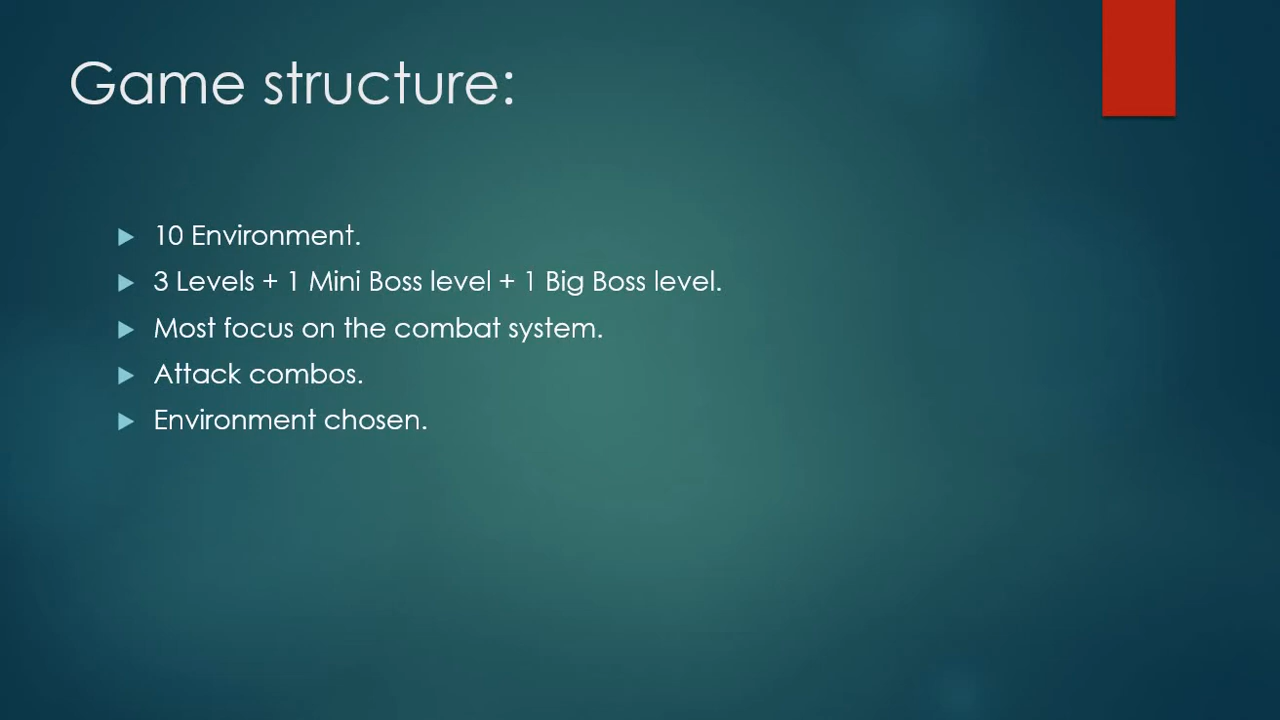 Game structure:
10 Environment.
3 Levels + 1 Mini Boss level + 1 Big Boss level.
Most focus on the combat system.
Attack combos.
Environment chosen.